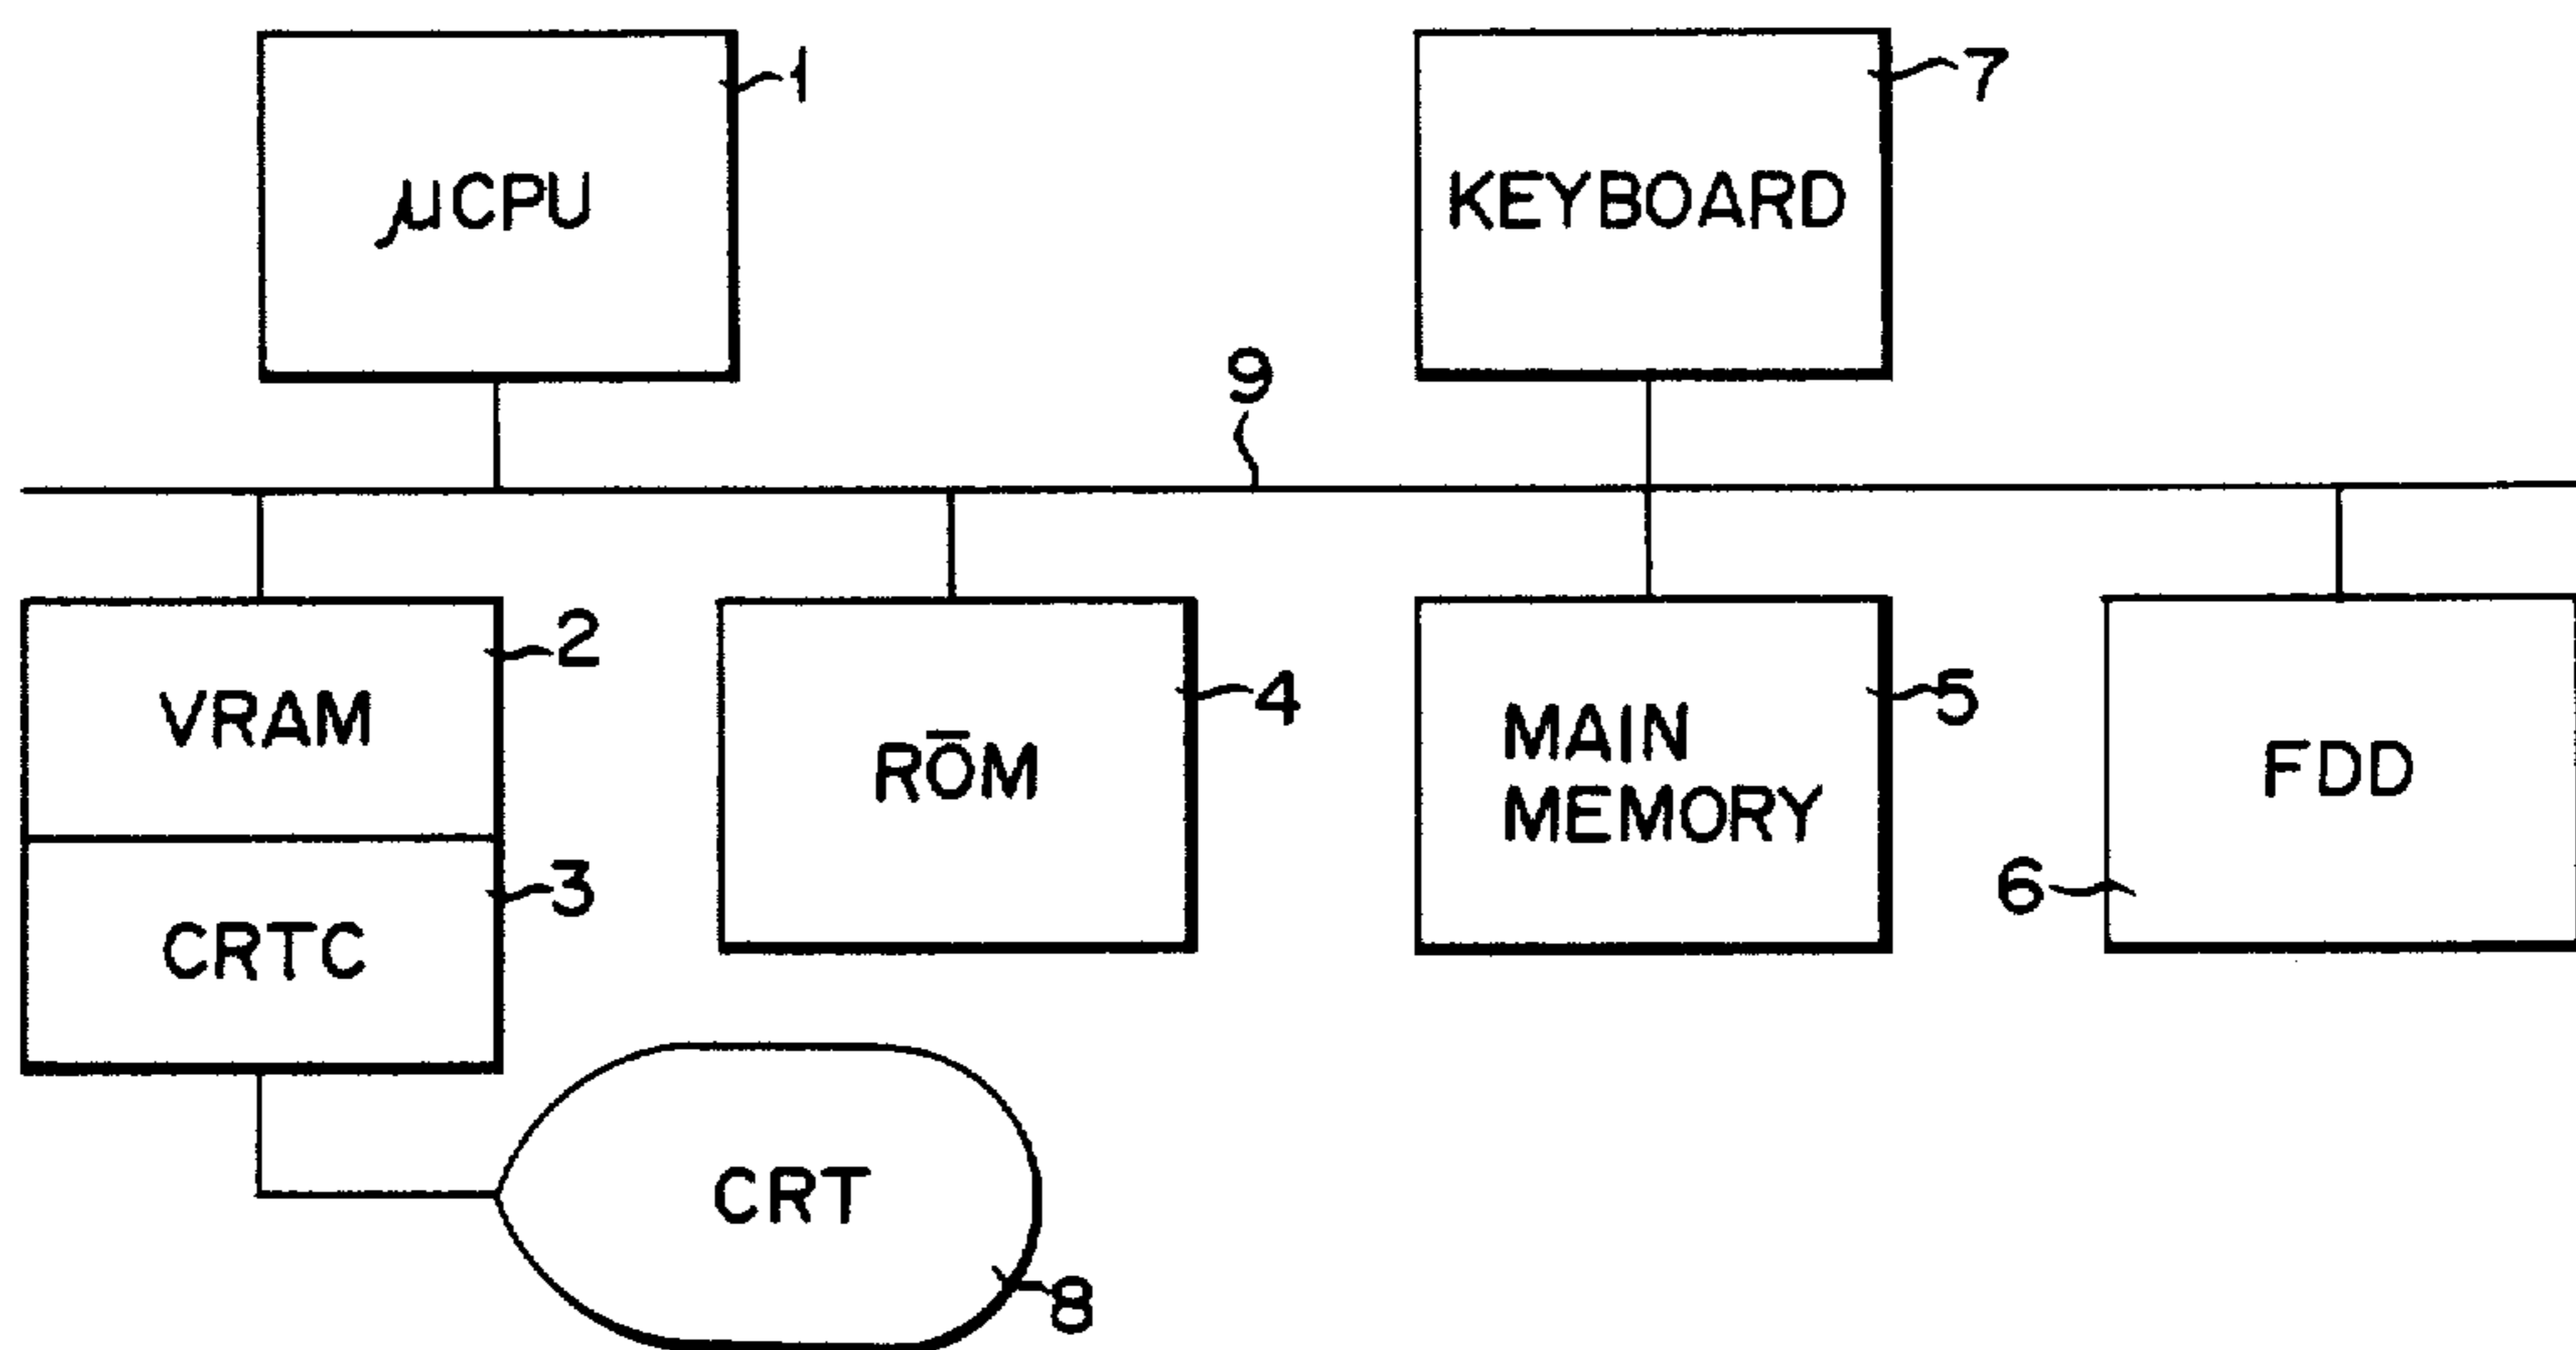 μCPU
1
KEYBOARD
7
9
VRAM
2
CRTC
3
RŌM
4
MAIN
MEMORY
5
FDD
6
CRT
8